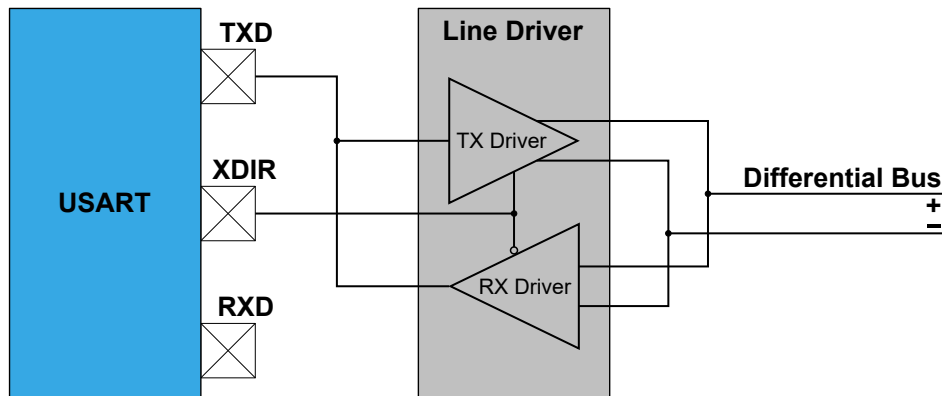 TXD
Line Driver
TX Driver
XDIR
USART
Differential Bus
+
−
RX Driver
RXD